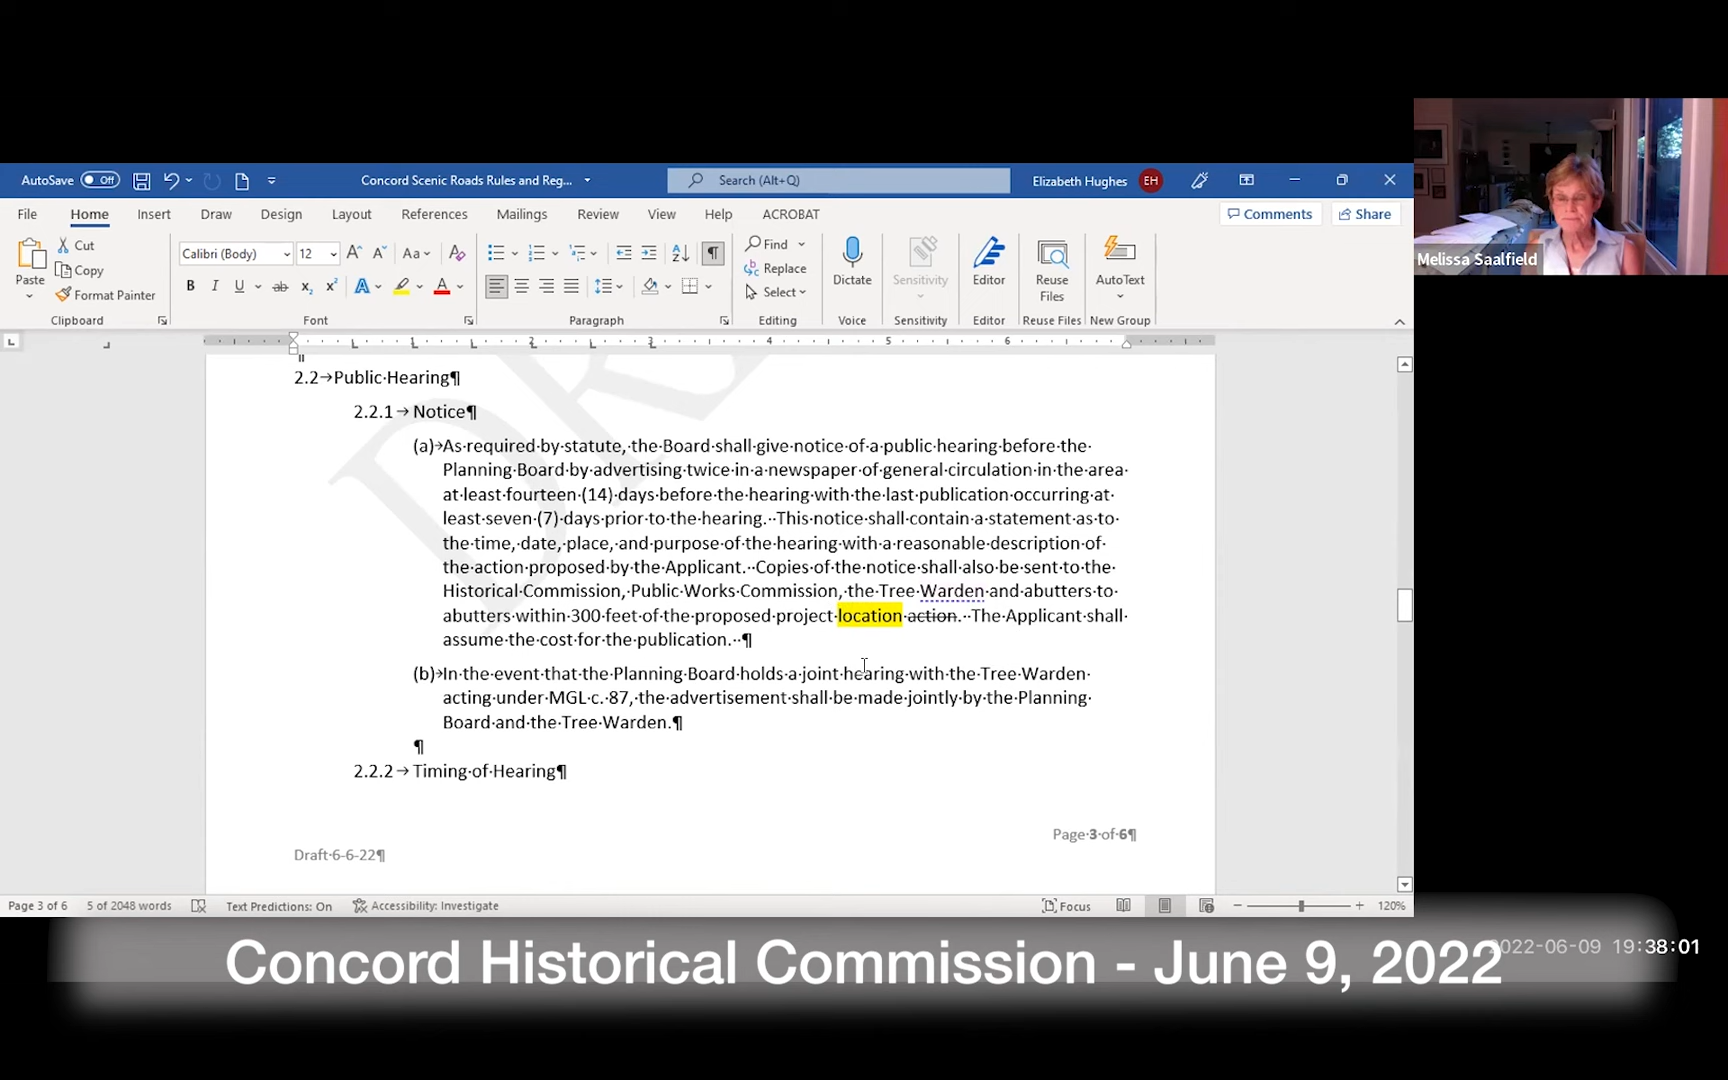 AutoSave Off Concord Scenic Roads Rules and Reg... Search (Alt+Q) Elizabeth Hughes EH
File Home Insert Draw Design Layout References Mailings Review View Help ACROBAT Comments Share
Paste Cut Copy Format Painter Clipboard
Calibri (Body) 12 Font
Paragraph
Find Replace Select Editing
Dictate Voice
Sensitivity Sensitivity
Editor Editor
Reuse Files Reuse Files
AutoText New Group
Melissa Saalfield
1 1 2 3 4 5 6
2.2→Public·Hearing¶
2.2.1→Notice¶
(a)→As·required·by·statute,·the·Board·shall·give·notice·of·a·public·hearing·before·the·
Planning·Board·by·advertising·twice·in·a·newspaper·of·general·circulation·in·the·area·
at·least·fourteen·(14)·days·before·the·hearing·with·the·last·publication·occurring·at·
least·seven·(7)·days·prior·to·the·hearing.··This·notice·shall·contain·a·statement·as·to·
the·time,·date,·place,·and·purpose·of·the·hearing·with·a·reasonable·description·of·
the·action·proposed·by·the·Applicant.··Copies·of·the·notice·shall·also·be·sent·to·the·
Historical·Commission,·Public·Works·Commission,·the·Tree·Warden·and·abutters·to·
abutters·within·300·feet·of·the·proposed·project·location·action.··The·Applicant·shall·
assume·the·cost·for·the·publication.··¶
(b)→In·the·event·that·the·Planning·Board·holds·a·joint·hearing·with·the·Tree·Warden·
acting·under·MGL·c.·87,·the·advertisement·shall·be·made·jointly·by·the·Planning·
Board·and·the·Tree·Warden.¶
¶
2.2.2→Timing·of·Hearing¶
Page·3·of·6¶
Draft·6-6-22¶
Page 3 of 6 5 of 2048 words Text Predictions: On Accessibility: Investigate Focus 120%
Concord Historical Commission - June 9, 2022
2022-06-09 19:38:01